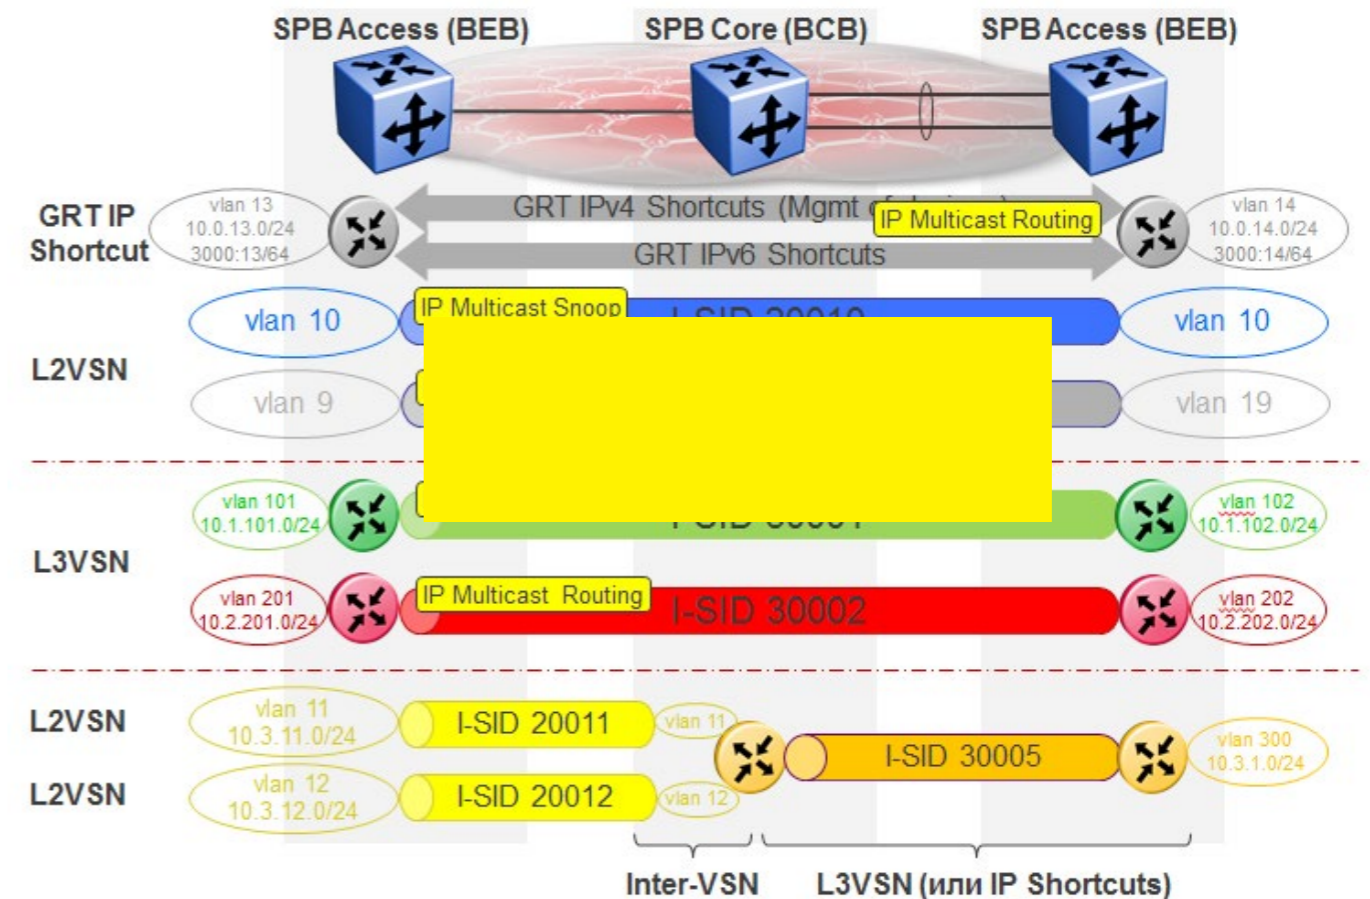 SPB Access (BEB)
SPB Core (BCB)
SPB Access (BEB)
GRT IP
Shortcut
vlan 13
10.0.13.0/24
3000:13/64
GRT IPv4 Shortcuts (Mgmt
IP Multicast Routing
GRT IPv6 Shortcuts
vlan 14
10.0.14.0/24
3000:14/64
L2VSN
vlan 10
IP Multicast Snoop
vlan 10
vlan 9
vlan 19
L3VSN
vlan 101
10.1.101.0/24
vlan 102
10.1.102.0/24
vlan 201
10.2.201.0/24
IP Multicast Routing
I-SID 30002
vlan 202
10.2.202.0/24
L2VSN
vlan 11
10.3.11.0/24
I-SID 20011
vlan 11
L2VSN
vlan 12
10.3.12.0/24
I-SID 20012
vlan 12
I-SID 30005
vlan 300
10.3.1.0/24
Inter-VSN
L3VSN (или IP Shortcuts)